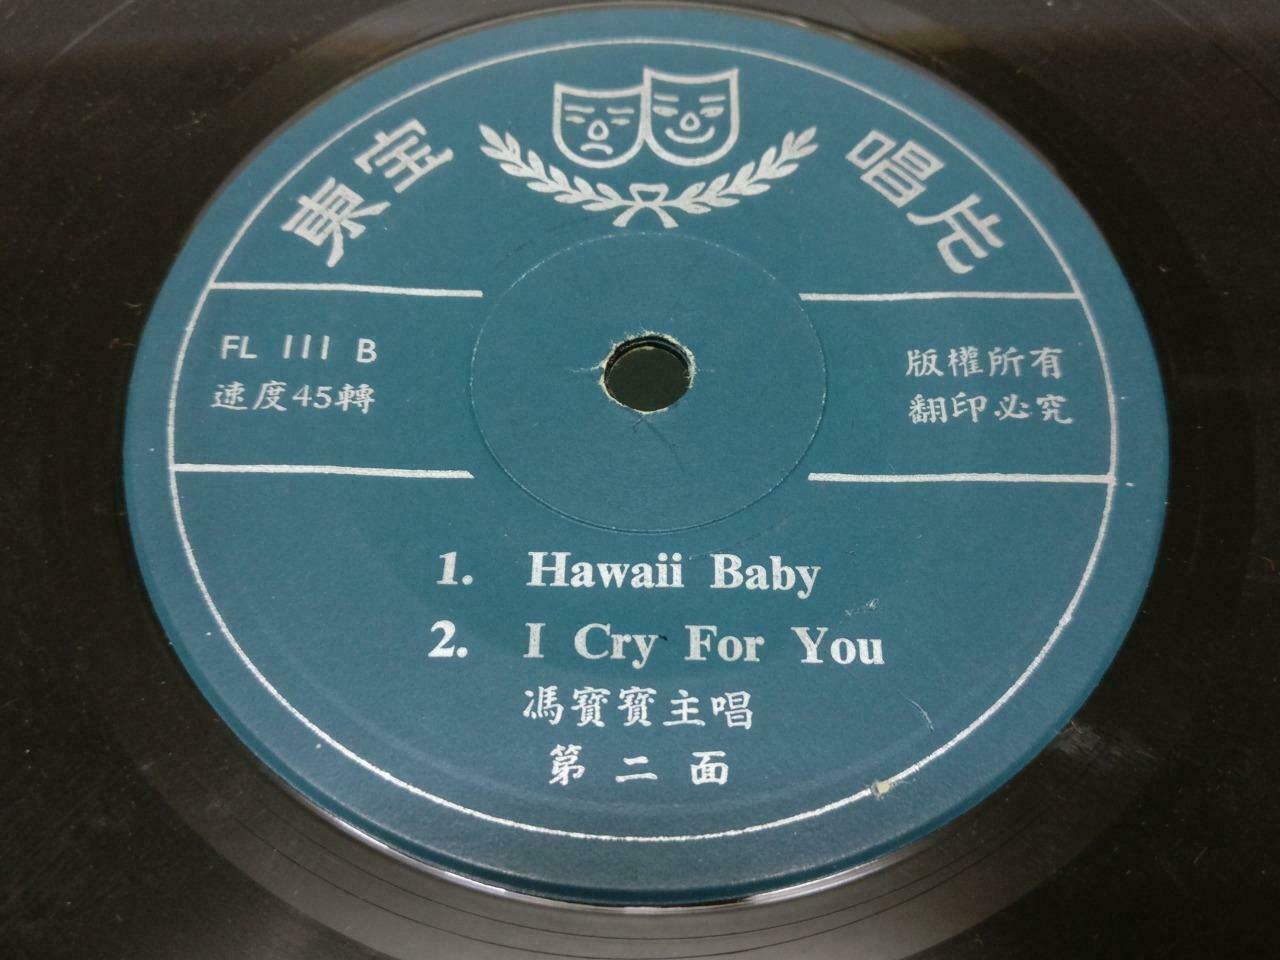 東宝唱片
FL 111 B
速度45轉
版權所有
翻印必究
1. Hawaii Baby
2. I Cry For You
馮寶寶主唱
第二面